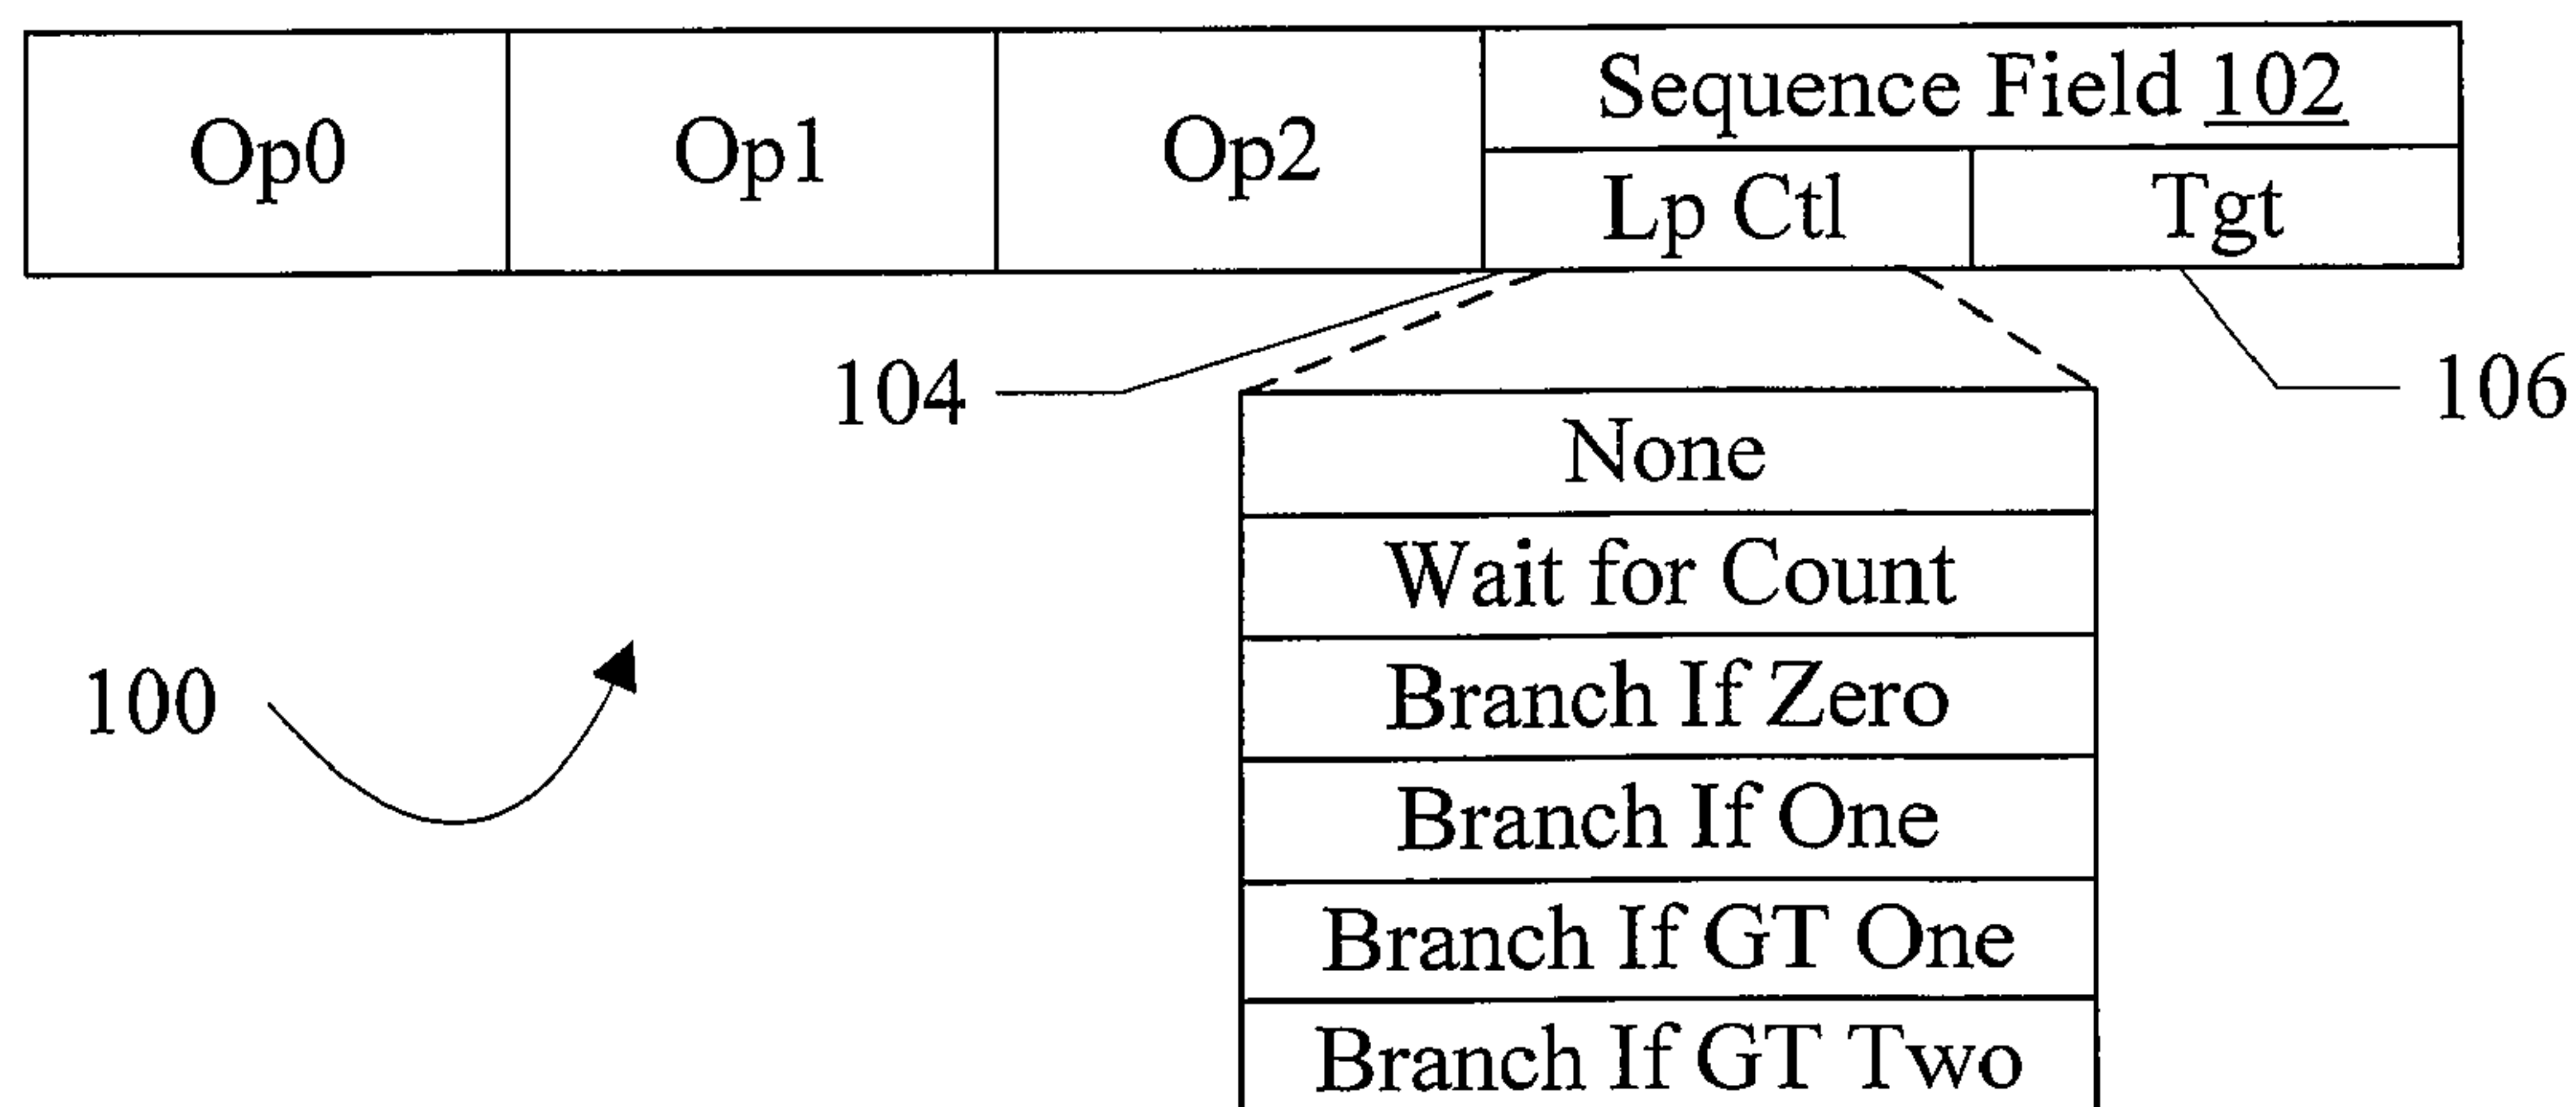 Op0 Op1 Op2 Sequence Field 102
Lp Ctl Tgt
104 106
None
Wait for Count
Branch If Zero
100
Branch If One
Branch If GT One
Branch If GT Two